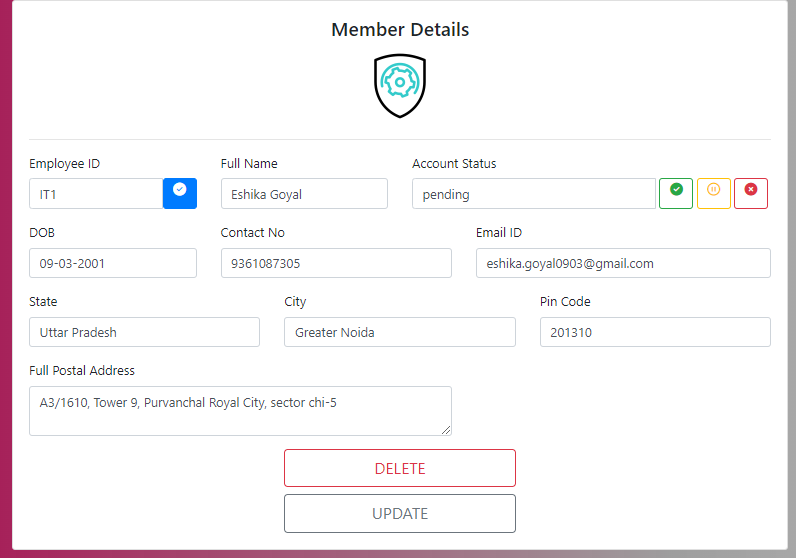 Member Details
Employee ID Full Name Account Status
IT1 Eshika Goyal pending
DOB Contact No Email ID
09-03-2001 9361087305 eshika.goyal0903@gmail.com
State City Pin Code
Uttar Pradesh Greater Noida 201310
Full Postal Address
A3/1610, Tower 9, Purvanchal Royal City, sector chi-5
DELETE
UPDATE